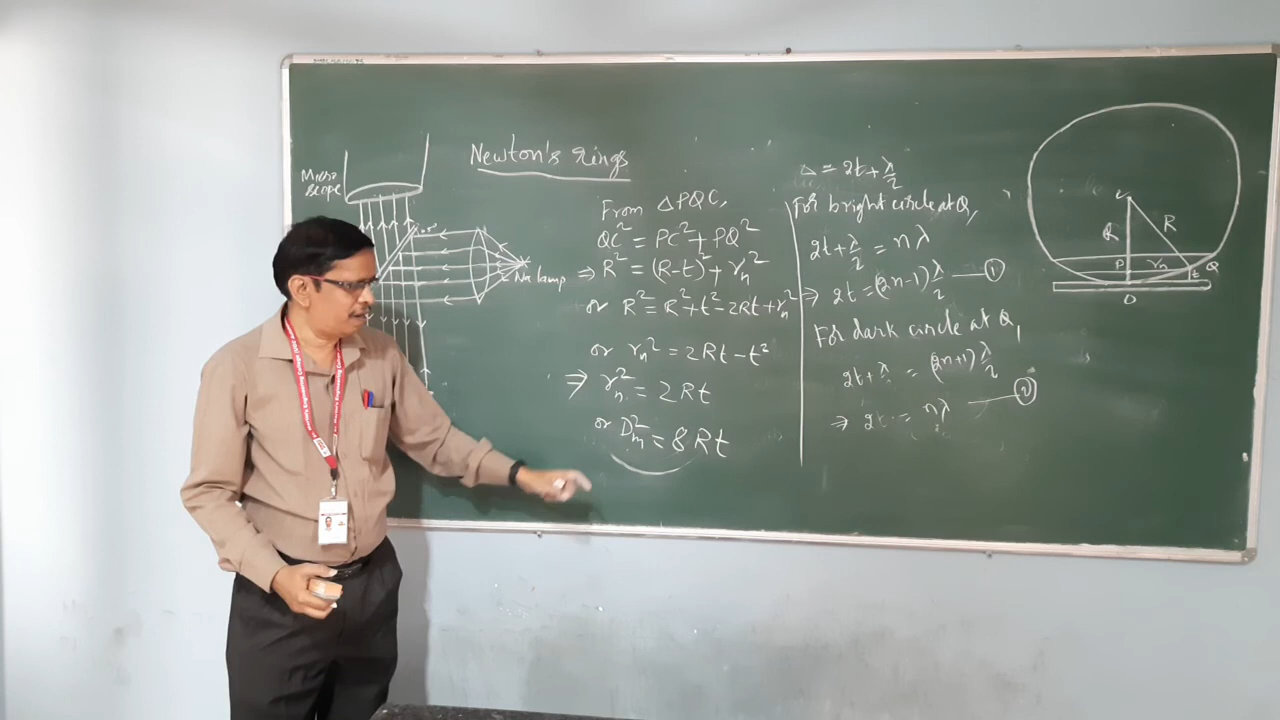 Newton's rings
Micro
scope
45°
Na lamp
From △PQC,
QC² = PC² + PQ²
⇒ R² = (R-t)² + rₙ²
or R² = R² + t² - 2Rt + rₙ²
or rₙ² = 2Rt - t²
⇒ rₙ² = 2Rt
or Dₙ² = 8Rt
△ = 2t + λ/2
For bright circle at Q,
2t + λ/2 = nλ
⇒ 2t = (2n-1) λ/2 — ①
For dark circle at Q,
2t + λ/2 = (2n+1) λ/2
⇒ 2t = nλ — ②
C
R
R
P
rₙ
t
Q
O